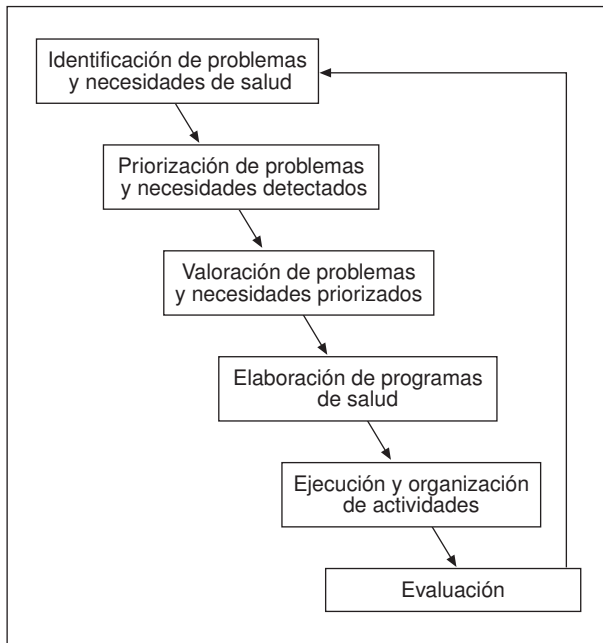 Identificación de problemas
y necesidades de salud
Priorización de problemas
y necesidades detectados
Valoración de problemas
y necesidades priorizados
Elaboración de programas
de salud
Ejecución y organización
de actividades
Evaluación